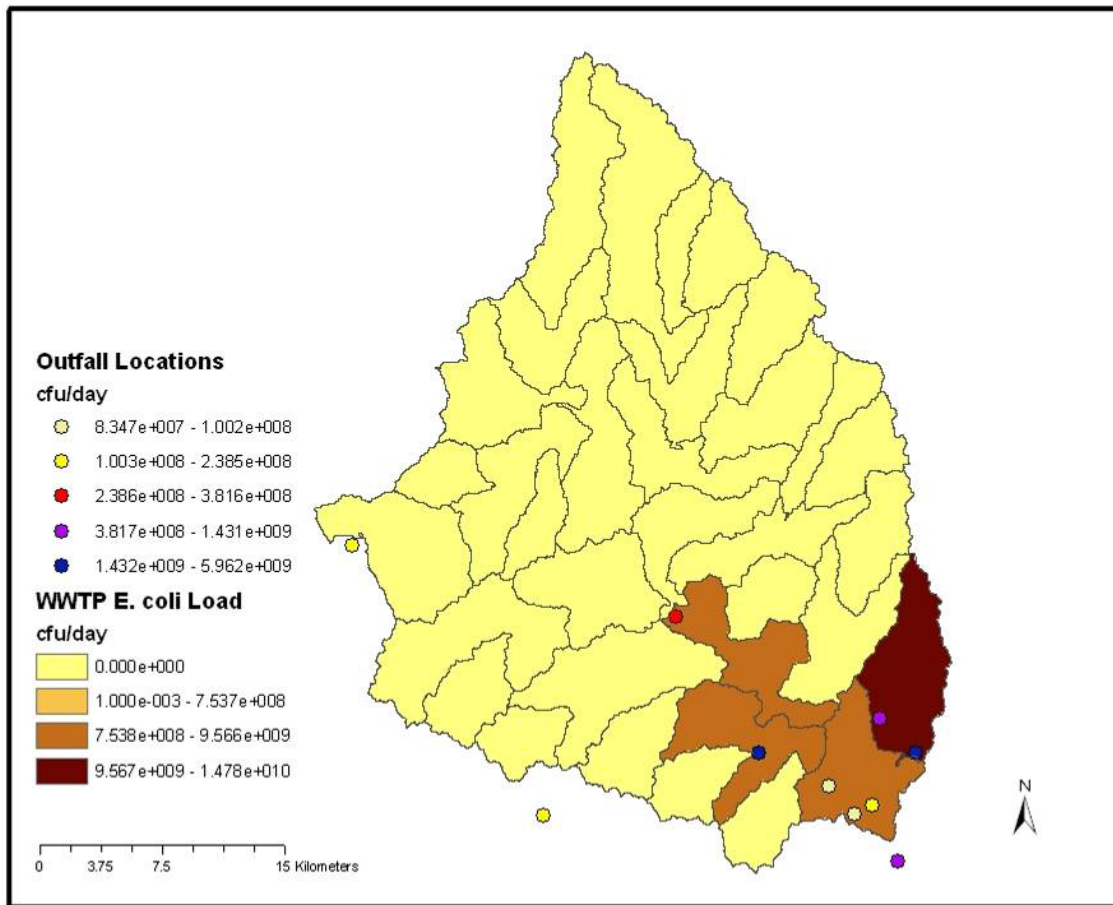 Outfall Locations
cfu/day
8.347e+007 - 1.002e+008
1.003e+008 - 2.385e+008
2.386e+008 - 3.816e+008
3.817e+008 - 1.431e+009
1.432e+009 - 5.962e+009
WWTP E. coli Load
cfu/day
0.000e+000
1.000e-003 - 7.537e+008
7.538e+008 - 9.566e+009
9.567e+009 - 1.478e+010
0 3.75 7.5 15 Kilometers
N